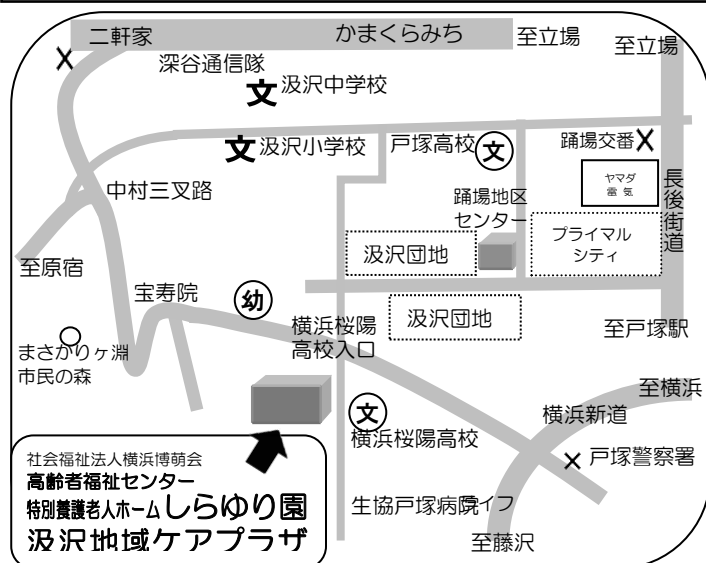 二軒家
かまくらみち
至立場
至立場
深谷通信隊
文
汲沢中学校
文
汲沢小学校
戸塚高校
文
踊場交番
ヤマダ
電気
長後街道
中村三叉路
踊場地区
センター
プライマル
シティ
汲沢団地
至原宿
宝寿院
幼
汲沢団地
横浜桜陽
高校入口
至戸塚駅
まさかりヶ淵
市民の森
至横浜
文
横浜新道
横浜桜陽高校
戸塚警察署
社会福祉法人横浜博萌会
高齢者福祉センター
特別養護老人ホームしらゆり園
汲沢地域ケアプラザ
生協戸塚病院
イフ
至藤沢